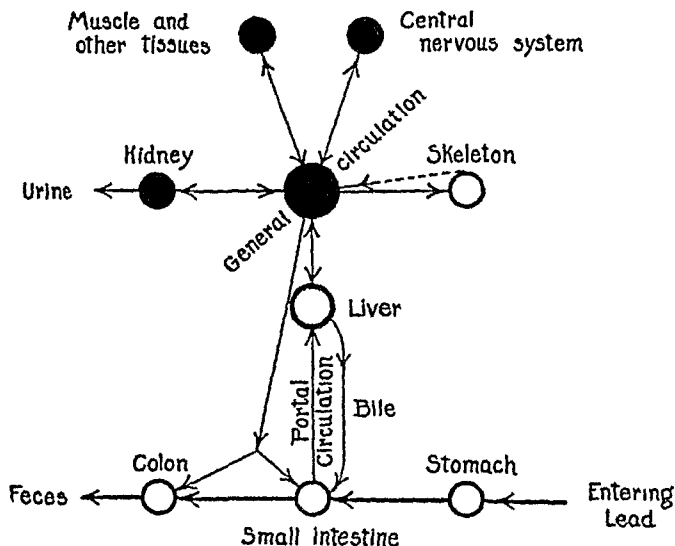 Muscle and
other tissues
Central
nervous system
Kidney
circulation
Skeleton
Urine
General
Liver
Portal
Circulation
Bile
Colon
Stomach
Feces
Entering
Lead
Small Intestine